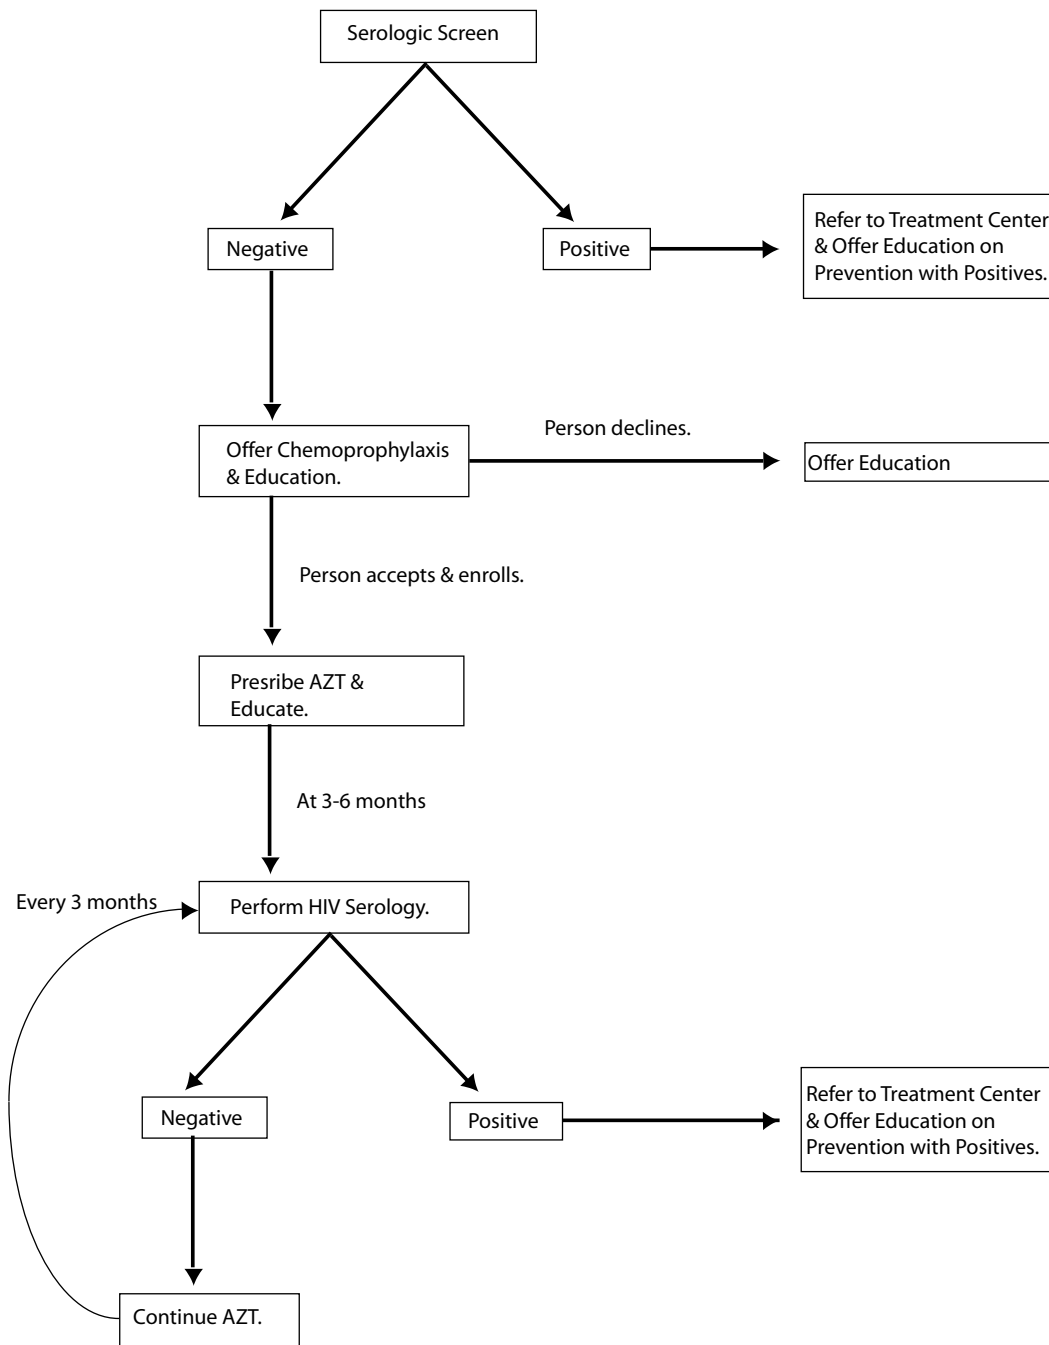 Serologic Screen
Negative
Positive
Refer to Treatment Center
& Offer Education on
Prevention with Positives.
Offer Chemoprophylaxis
& Education.
Person declines.
Offer Education
Person accepts & enrolls.
Presribe AZT &
Educate.
At 3-6 months
Every 3 months
Perform HIV Serology.
Negative
Positive
Refer to Treatment Center
& Offer Education on
Prevention with Positives.
Continue AZT.